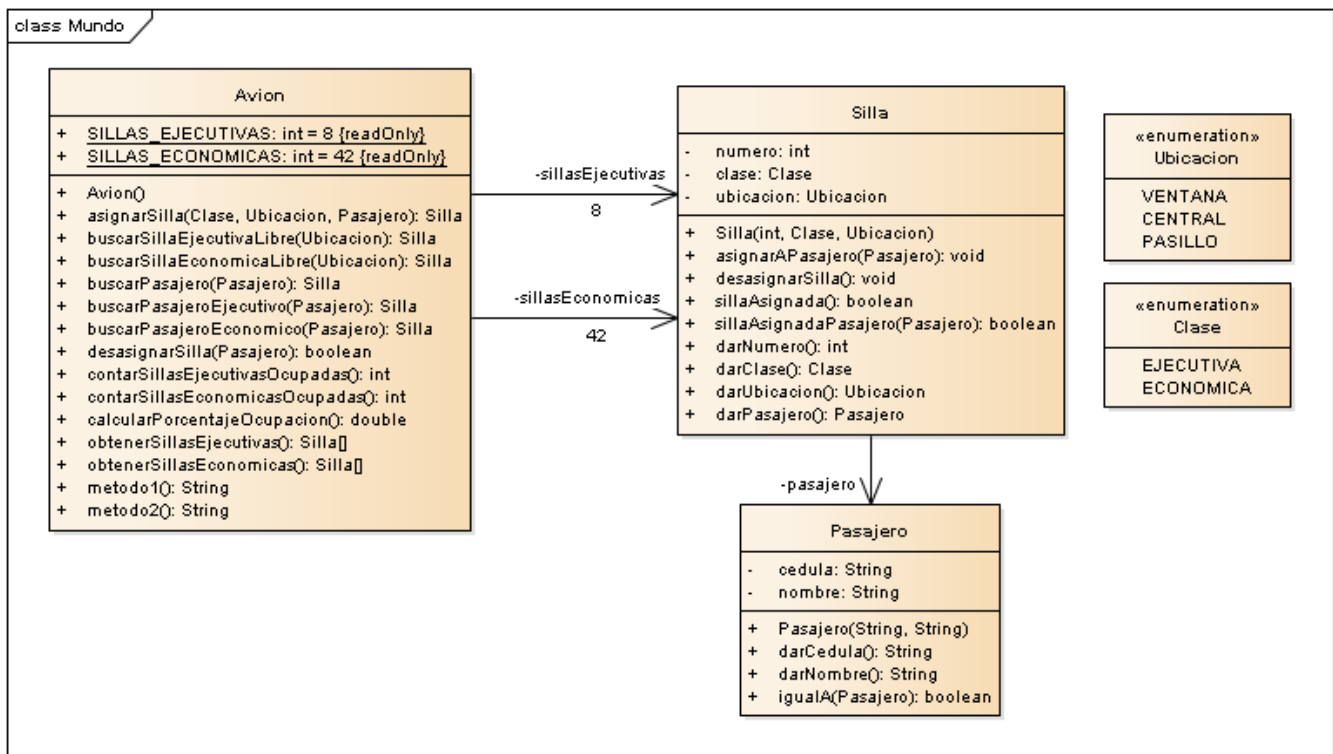 class Mundo
Avion
+ SILLAS_EJECUTIVAS: int = 8 {readOnly}
+ SILLAS_ECONOMICAS: int = 42 {readOnly}
+ Avion()
+ asignarSilla(Clase, Ubicacion, Pasajero): Silla
+ buscarSillaEjecutivaLibre(Ubicacion): Silla
+ buscarSillaEconomicaLibre(Ubicacion): Silla
+ buscarPasajero(Pasajero): Silla
+ buscarPasajeroEjecutivo(Pasajero): Silla
+ buscarPasajeroEconomico(Pasajero): Silla
+ desasignarSilla(Pasajero): boolean
+ contarSillasEjecutivasOcupadas(): int
+ contarSillasEconomicasOcupadas(): int
+ calcularPorcentajeOcupacion(): double
+ obtenerSillasEjecutivas(): Silla[]
+ obtenerSillasEconomicas(): Silla[]
+ metodo1(): String
+ metodo2(): String
-sillasEjecutivas
8
-sillasEconomicas
42
Silla
- numero: int
- clase: Clase
- ubicacion: Ubicacion
+ Silla(int, Clase, Ubicacion)
+ asignarAPasajero(Pasajero): void
+ desasignarSilla(): void
+ sillaAsignada(): boolean
+ sillaAsignadaPasajero(Pasajero): boolean
+ darNumero(): int
+ darClase(): Clase
+ darUbicacion(): Ubicacion
+ darPasajero(): Pasajero
«enumeration»
Ubicacion
VENTANA
CENTRAL
PASILLO
«enumeration»
Clase
EJECUTIVA
ECONOMICA
-pasajero
Pasajero
- cedula: String
- nombre: String
+ Pasajero(String, String)
+ darCedula(): String
+ darNombre(): String
+ igualA(Pasajero): boolean